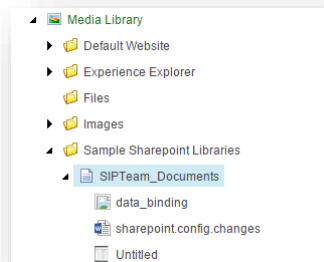 Media Library
Default Website
Experience Explorer
Files
Images
Sample Sharepoint Libraries
SIPTeam_Documents
data_binding
sharepoint.config.changes
Untitled